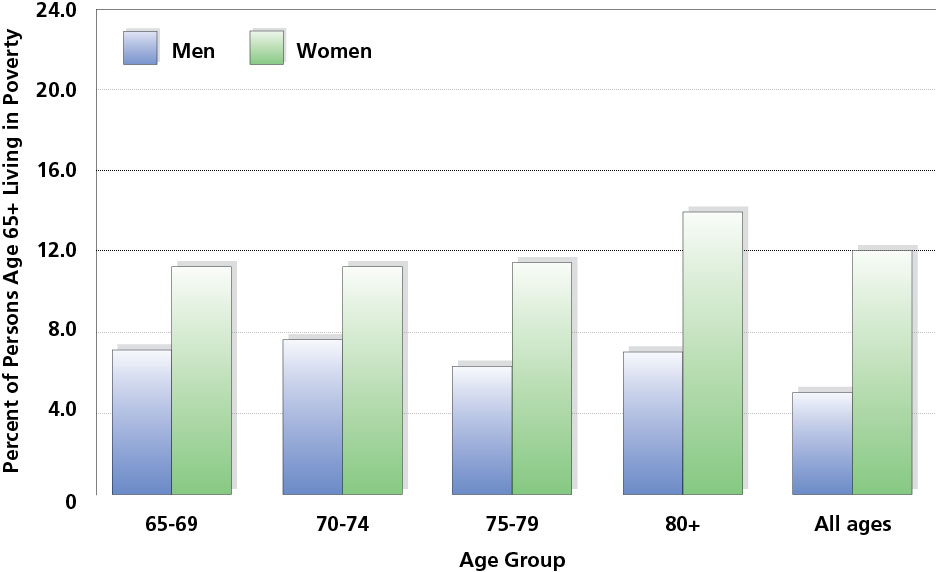 24.0
Men
Women
20.0
16.0
12.0
8.0
4.0
0
Percent of Persons Age 65+ Living in Poverty
65-69
70-74
75-79
80+
All ages
Age Group